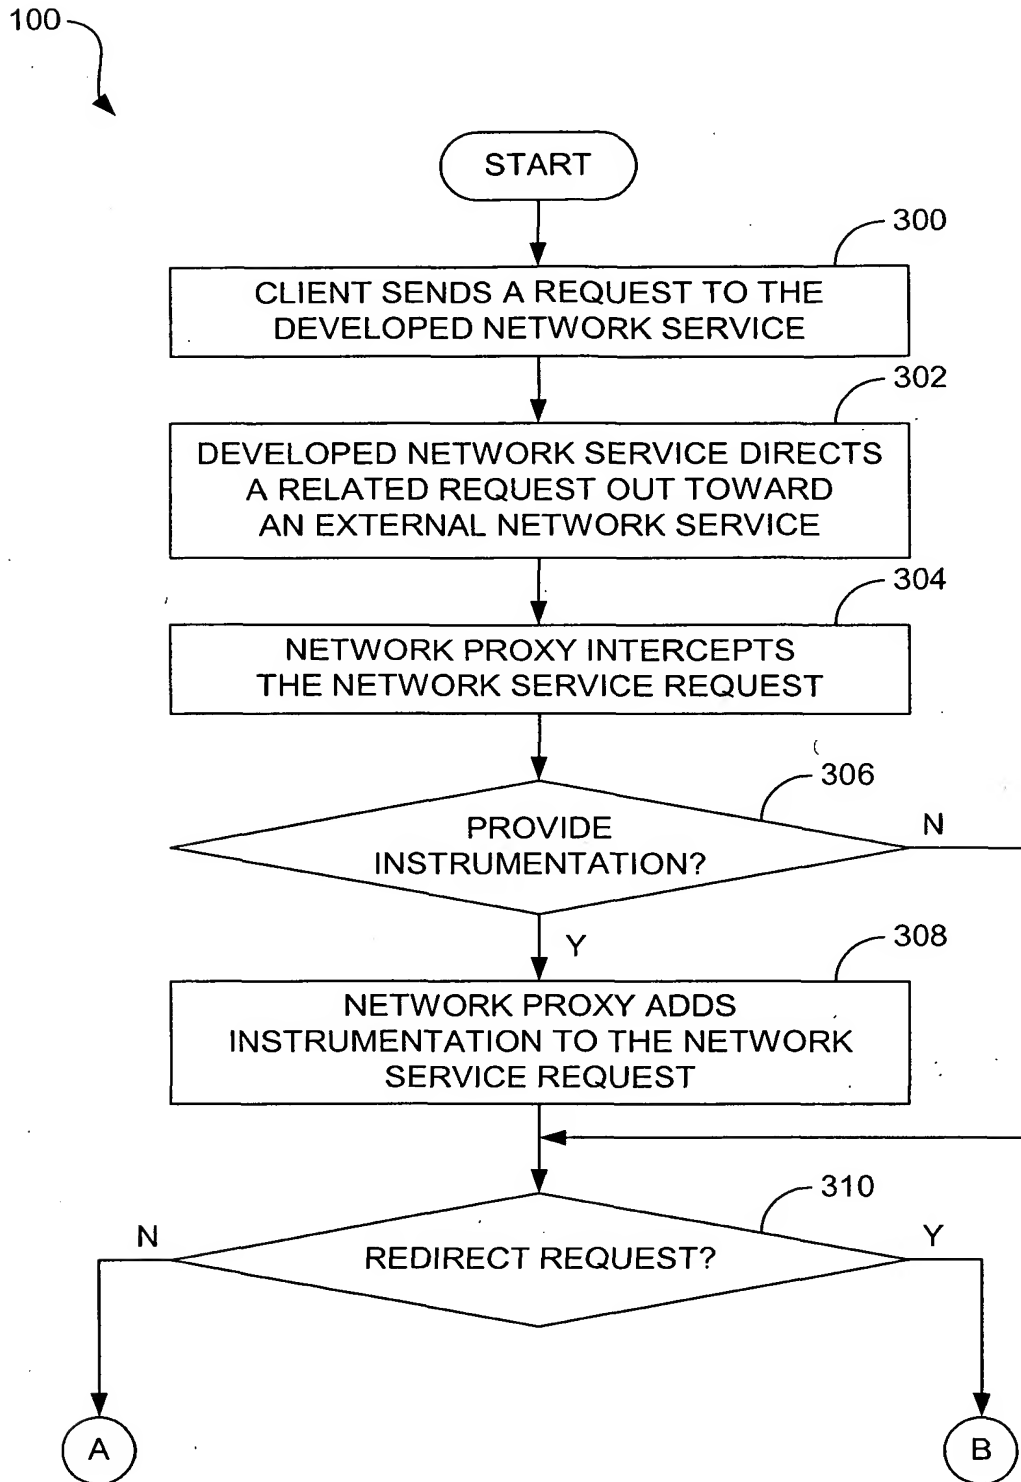 100
START
300
CLIENT SENDS A REQUEST TO THE
DEVELOPED NETWORK SERVICE
302
DEVELOPED NETWORK SERVICE DIRECTS
A RELATED REQUEST OUT TOWARD
AN EXTERNAL NETWORK SERVICE
304
NETWORK PROXY INTERCEPTS
THE NETWORK SERVICE REQUEST
306
PROVIDE
INSTRUMENTATION?
N
Y
308
NETWORK PROXY ADDS
INSTRUMENTATION TO THE NETWORK
SERVICE REQUEST
310
N
REDIRECT REQUEST?
Y
A
B